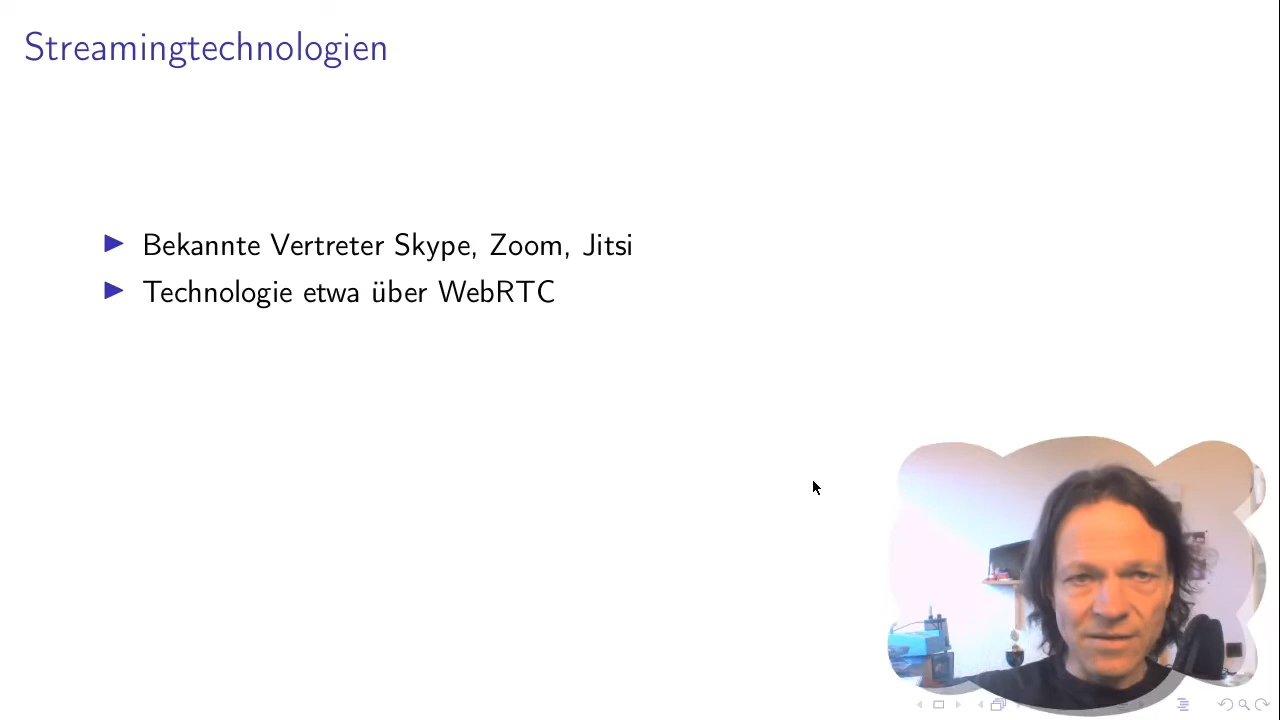 Streamingtechnologien
Bekannte Vertreter Skype, Zoom, Jitsi
Technologie etwa über WebRTC